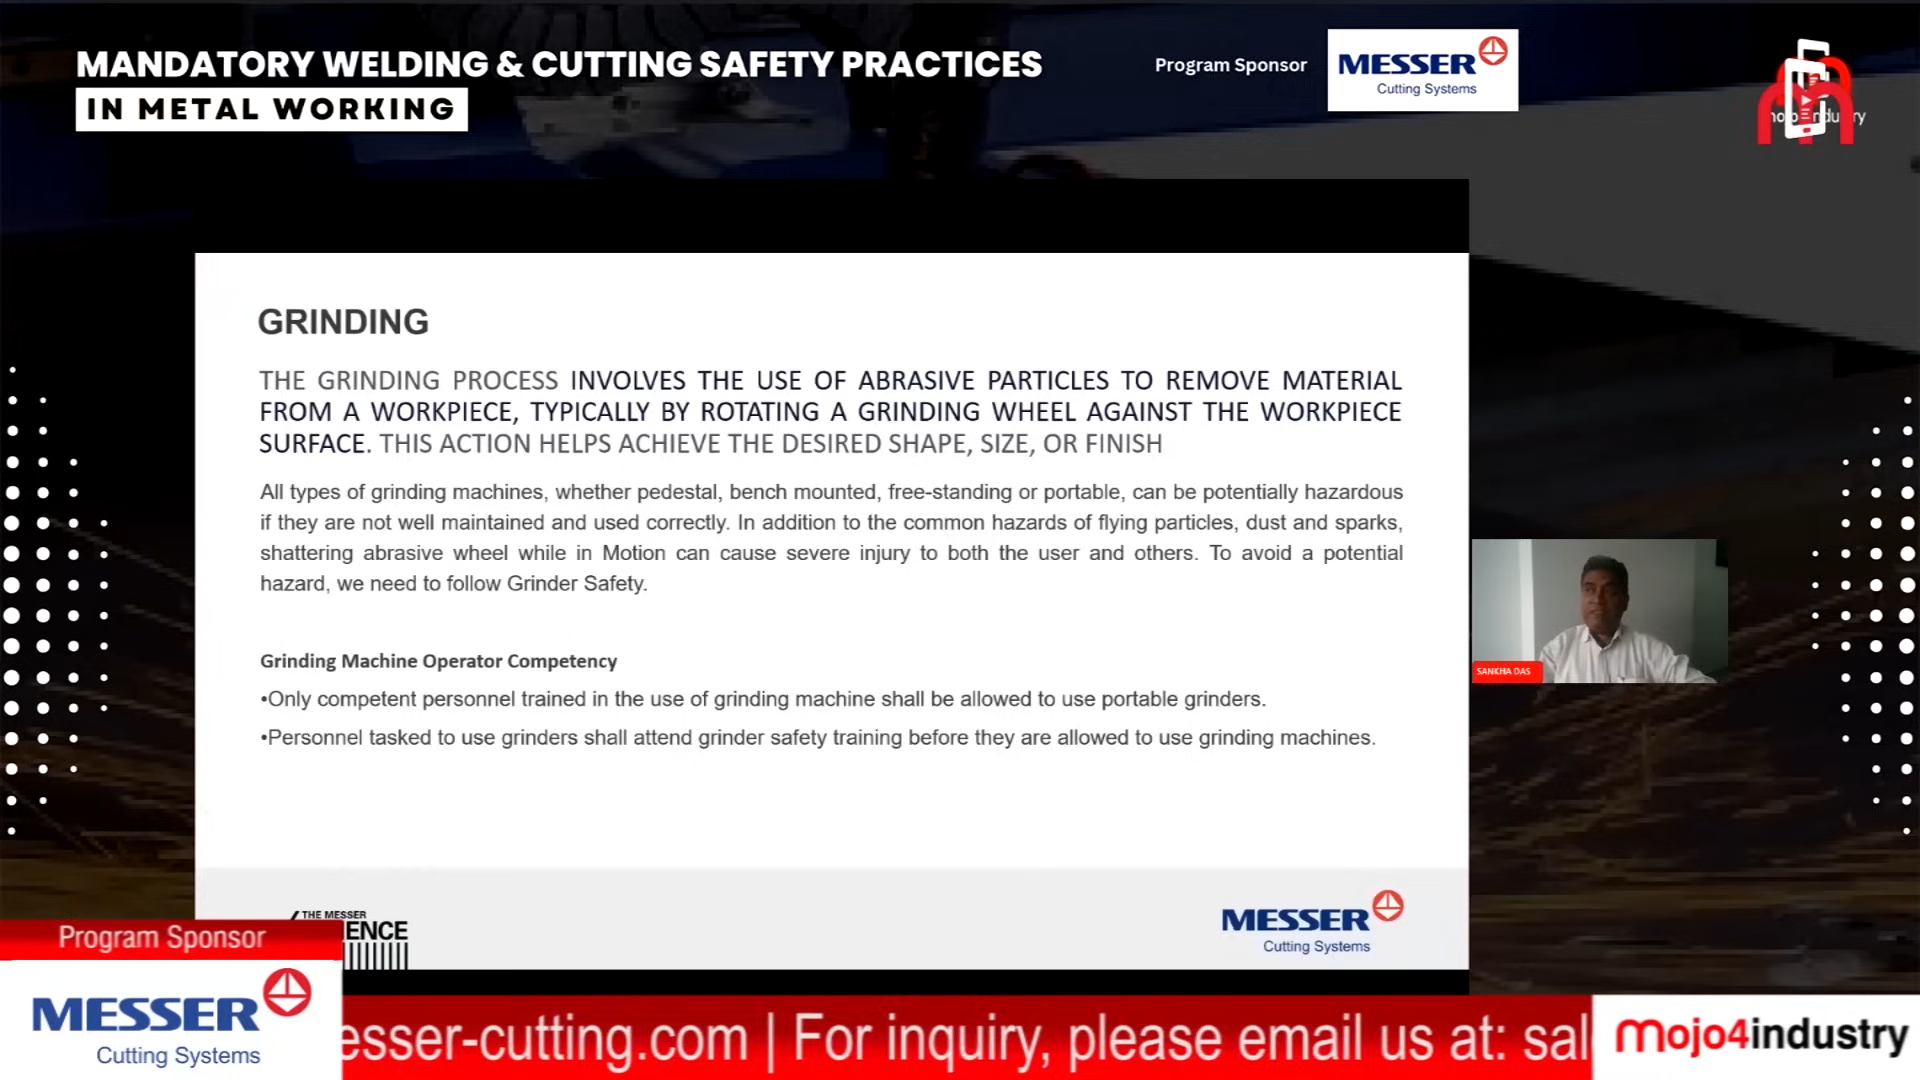 MANDATORY WELDING & CUTTING SAFETY PRACTICES
IN METAL WORKING
Program Sponsor
MESSER
Cutting Systems
GRINDING
THE GRINDING PROCESS INVOLVES THE USE OF ABRASIVE PARTICLES TO REMOVE MATERIAL
FROM A WORKPIECE, TYPICALLY BY ROTATING A GRINDING WHEEL AGAINST THE WORKPIECE
SURFACE. THIS ACTION HELPS ACHIEVE THE DESIRED SHAPE, SIZE, OR FINISH
All types of grinding machines, whether pedestal, bench mounted, free-standing or portable, can be potentially hazardous
if they are not well maintained and used correctly. In addition to the common hazards of flying particles, dust and sparks,
shattering abrasive wheel while in Motion can cause severe injury to both the user and others. To avoid a potential
hazard, we need to follow Grinder Safety.
Grinding Machine Operator Competency
•Only competent personnel trained in the use of grinding machine shall be allowed to use portable grinders.
•Personnel tasked to use grinders shall attend grinder safety training before they are allowed to use grinding machines.
SANKHA DAS
THE MESSER
ENCE
MESSER
Cutting Systems
Program Sponsor
MESSER
Cutting Systems
esser-cutting.com | For inquiry, please email us at: sal
mojo4industry